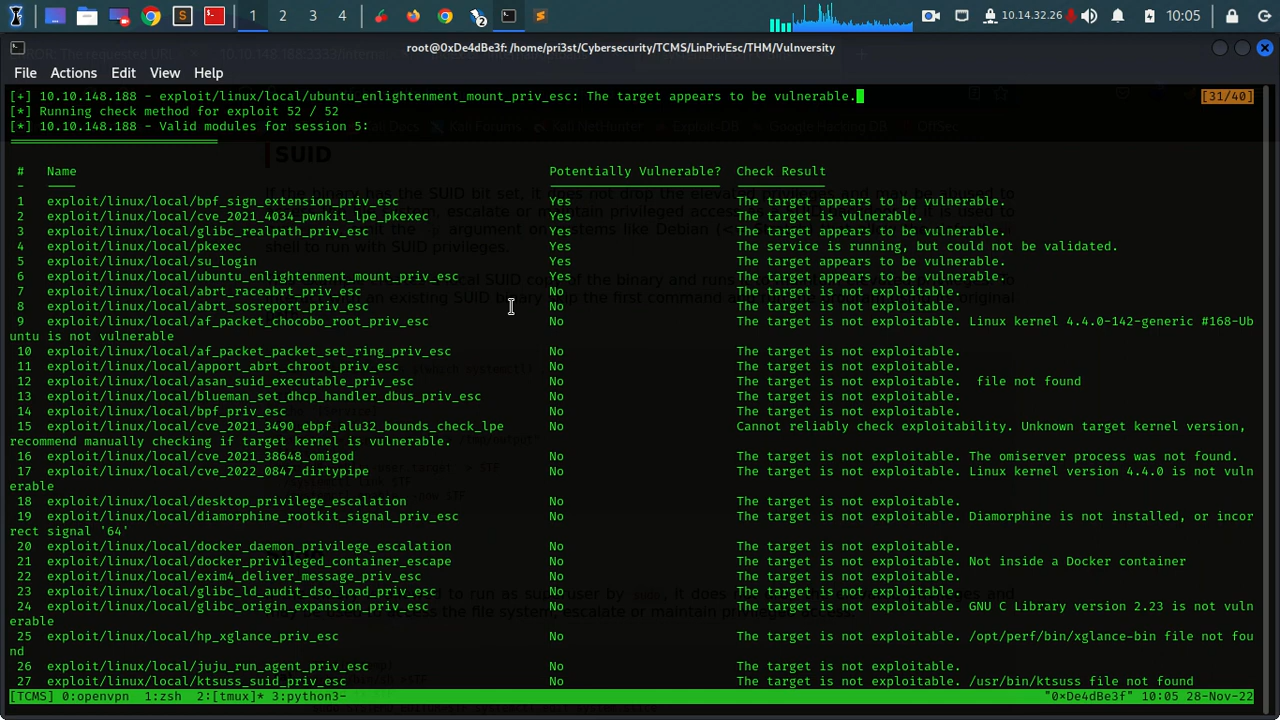 1 2 3 4 2 10.14.32.26 10:05
root@0xDe4dBe3f: /home/pri3st/Cybersecurity/TCMS/LinPrivEsc/THM/Vulnversity
File Actions Edit View Help
[+] 10.10.148.188 - exploit/linux/local/ubuntu_enlightenment_mount_priv_esc: The target appears to be vulnerable. [31/40]
[*] Running check method for exploit 52 / 52
[*] 10.10.148.188 - Valid modules for session 5:
SUID
# Name Potentially Vulnerable? Check Result
1 exploit/linux/local/bpf_sign_extension_priv_esc Yes The target appears to be vulnerable.
2 exploit/linux/local/cve_2021_4034_pwnkit_lpe_pkexec Yes The target is vulnerable.
3 exploit/linux/local/glibc_realpath_priv_esc Yes The target appears to be vulnerable.
4 exploit/linux/local/pkexec Yes The service is running, but could not be validated.
5 exploit/linux/local/su_login Yes The target appears to be vulnerable.
6 exploit/linux/local/ubuntu_enlightenment_mount_priv_esc Yes The target appears to be vulnerable.
7 exploit/linux/local/abrt_raceabrt_priv_esc No The target is not exploitable.
8 exploit/linux/local/abrt_sosreport_priv_esc No The target is not exploitable.
9 exploit/linux/local/af_packet_chocobo_root_priv_esc No The target is not exploitable. Linux kernel 4.4.0-142-generic #168-Ub
untu is not vulnerable
10 exploit/linux/local/af_packet_packet_set_ring_priv_esc No The target is not exploitable.
11 exploit/linux/local/apport_abrt_chroot_priv_esc No The target is not exploitable.
12 exploit/linux/local/asan_suid_executable_priv_esc No The target is not exploitable.  file not found
13 exploit/linux/local/blueman_set_dhcp_handler_dbus_priv_esc No The target is not exploitable.
14 exploit/linux/local/bpf_priv_esc No The target is not exploitable.
15 exploit/linux/local/cve_2021_3490_ebpf_alu32_bounds_check_lpe No Cannot reliably check exploitability. Unknown target kernel version,
recommend manually checking if target kernel is vulnerable.
16 exploit/linux/local/cve_2021_38648_omigod No The target is not exploitable. The omiserver process was not found.
17 exploit/linux/local/cve_2022_0847_dirtypipe No The target is not exploitable. Linux kernel version 4.4.0 is not vuln
erable
18 exploit/linux/local/desktop_privilege_escalation No The target is not exploitable.
19 exploit/linux/local/diamorphine_rootkit_signal_priv_esc No The target is not exploitable. Diamorphine is not installed, or incor
rect signal '64'
20 exploit/linux/local/docker_daemon_privilege_escalation No The target is not exploitable.
21 exploit/linux/local/docker_privileged_container_escape No The target is not exploitable. Not inside a Docker container
22 exploit/linux/local/exim4_deliver_message_priv_esc No The target is not exploitable.
23 exploit/linux/local/glibc_ld_audit_dso_load_priv_esc No The target is not exploitable.
24 exploit/linux/local/glibc_origin_expansion_priv_esc No The target is not exploitable. GNU C Library version 2.23 is not vuln
erable
25 exploit/linux/local/hp_xglance_priv_esc No The target is not exploitable. /opt/perf/bin/xglance-bin file not fou
nd
26 exploit/linux/local/juju_run_agent_priv_esc No The target is not exploitable.
27 exploit/linux/local/ktsuss_suid_priv_esc No The target is not exploitable. /usr/bin/ktsuss file not found
[TCMS] 0:openvpn  1:zsh  2:[tmux]* 3:python3- "0xDe4dBe3f" 10:05 28-Nov-22